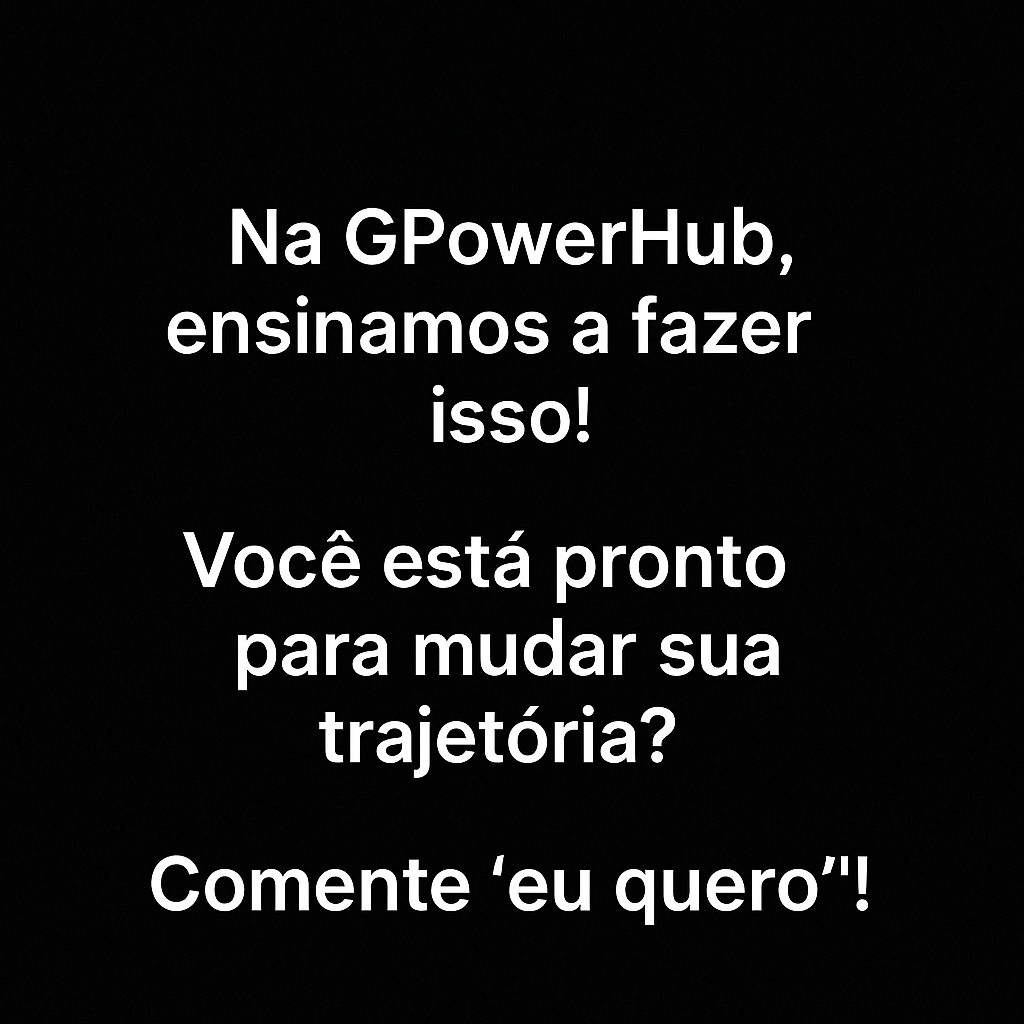 Na GPowerHub,
ensinamos a fazer
isso!
Você está pronto
para mudar sua
trajetória?
Comente ‘eu quero’"!